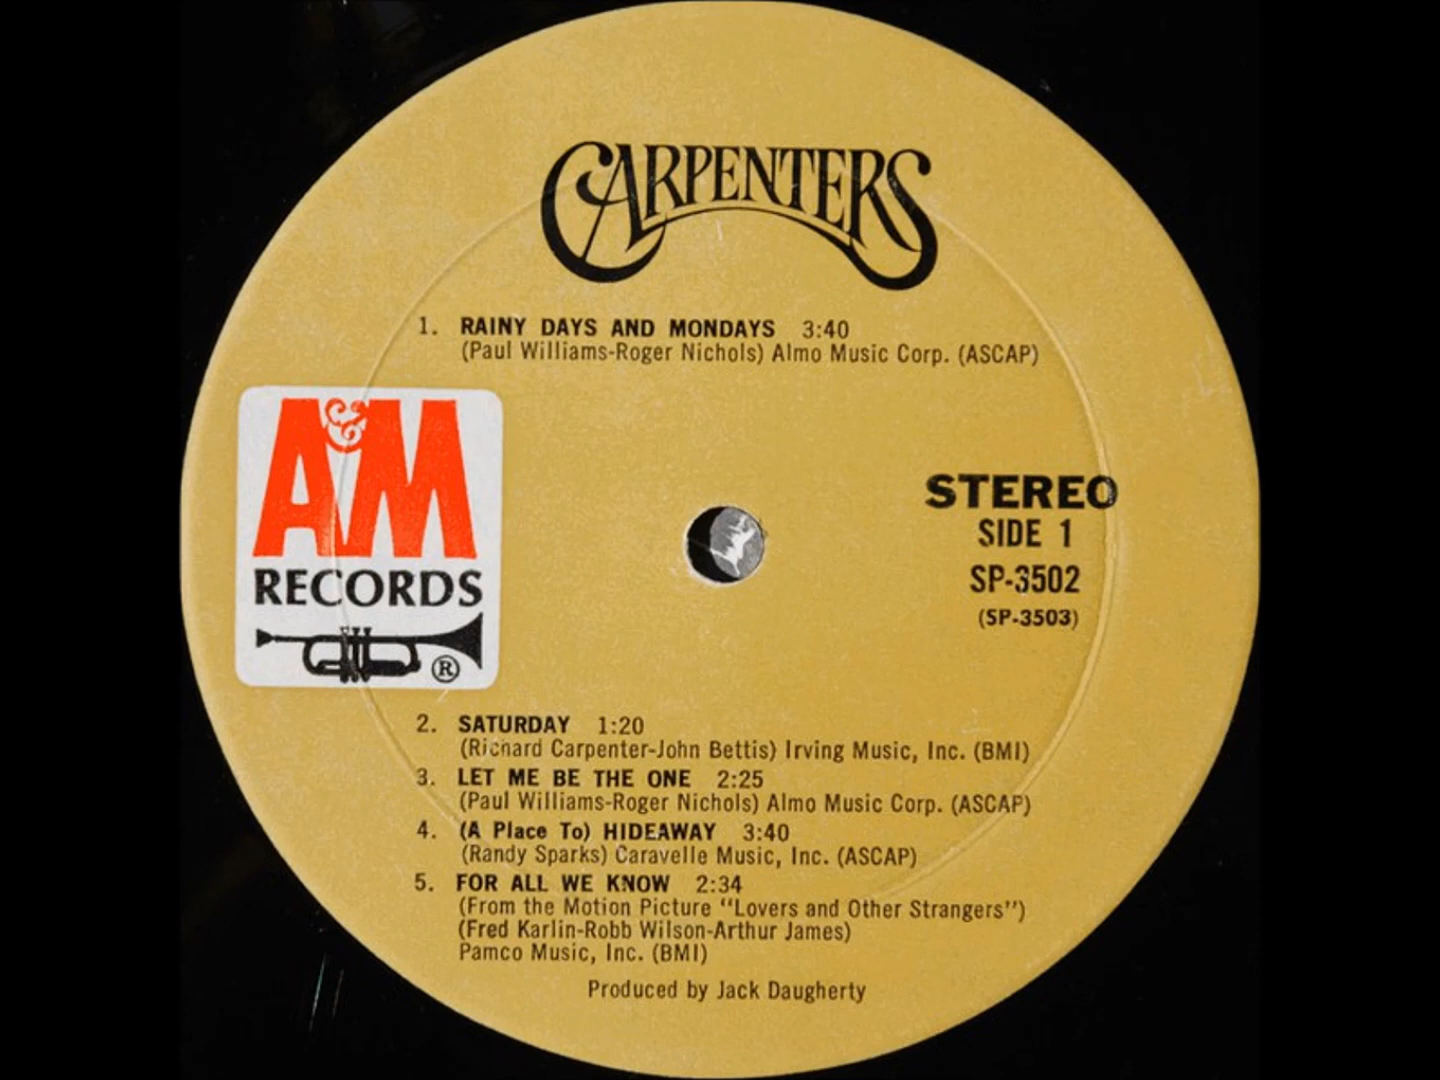 CARPENTERS
1. RAINY DAYS AND MONDAYS 3:40
(Paul Williams-Roger Nichols) Almo Music Corp. (ASCAP)
A&M
RECORDS
®
STEREO
SIDE 1
SP-3502
(SP-3503)
2. SATURDAY 1:20
(Richard Carpenter-John Bettis) Irving Music, Inc. (BMI)
3. LET ME BE THE ONE 2:25
(Paul Williams-Roger Nichols) Almo Music Corp. (ASCAP)
4. (A Place To) HIDEAWAY 3:40
(Randy Sparks) Caravelle Music, Inc. (ASCAP)
5. FOR ALL WE KNOW 2:34
(From the Motion Picture "Lovers and Other Strangers")
(Fred Karlin-Robb Wilson-Arthur James)
Pamco Music, Inc. (BMI)
Produced by Jack Daugherty